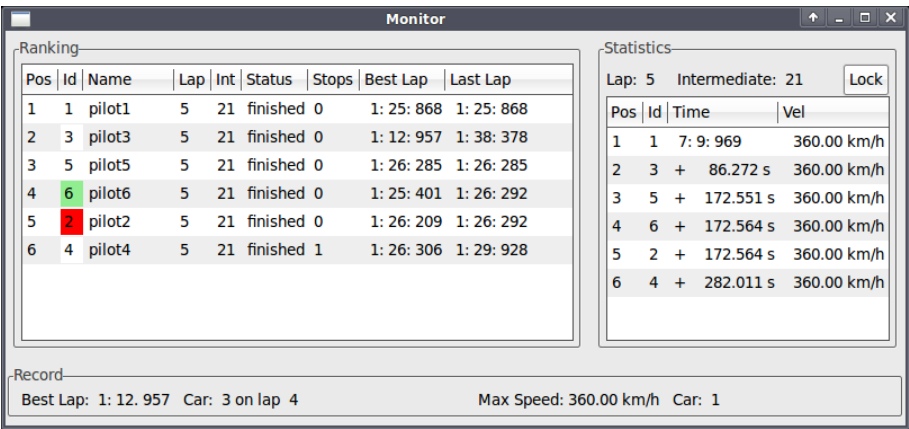 Monitor
Ranking
Pos Id Name Lap Int Status Stops Best Lap Last Lap
1 1 pilot1 5 21 finished 0 1: 25: 868 1: 25: 868
2 3 pilot3 5 21 finished 0 1: 12: 957 1: 38: 378
3 5 pilot5 5 21 finished 0 1: 26: 285 1: 26: 285
4 6 pilot6 5 21 finished 0 1: 25: 401 1: 26: 292
5 2 pilot2 5 21 finished 0 1: 26: 209 1: 26: 292
6 4 pilot4 5 21 finished 1 1: 26: 306 1: 29: 928
Statistics
Lap: 5 Intermediate: 21 Lock
Pos Id Time Vel
1 1 7: 9: 969 360.00 km/h
2 3 + 86.272 s 360.00 km/h
3 5 + 172.551 s 360.00 km/h
4 6 + 172.564 s 360.00 km/h
5 2 + 172.564 s 360.00 km/h
6 4 + 282.011 s 360.00 km/h
Record
Best Lap: 1: 12. 957 Car: 3 on lap 4 Max Speed: 360.00 km/h Car: 1